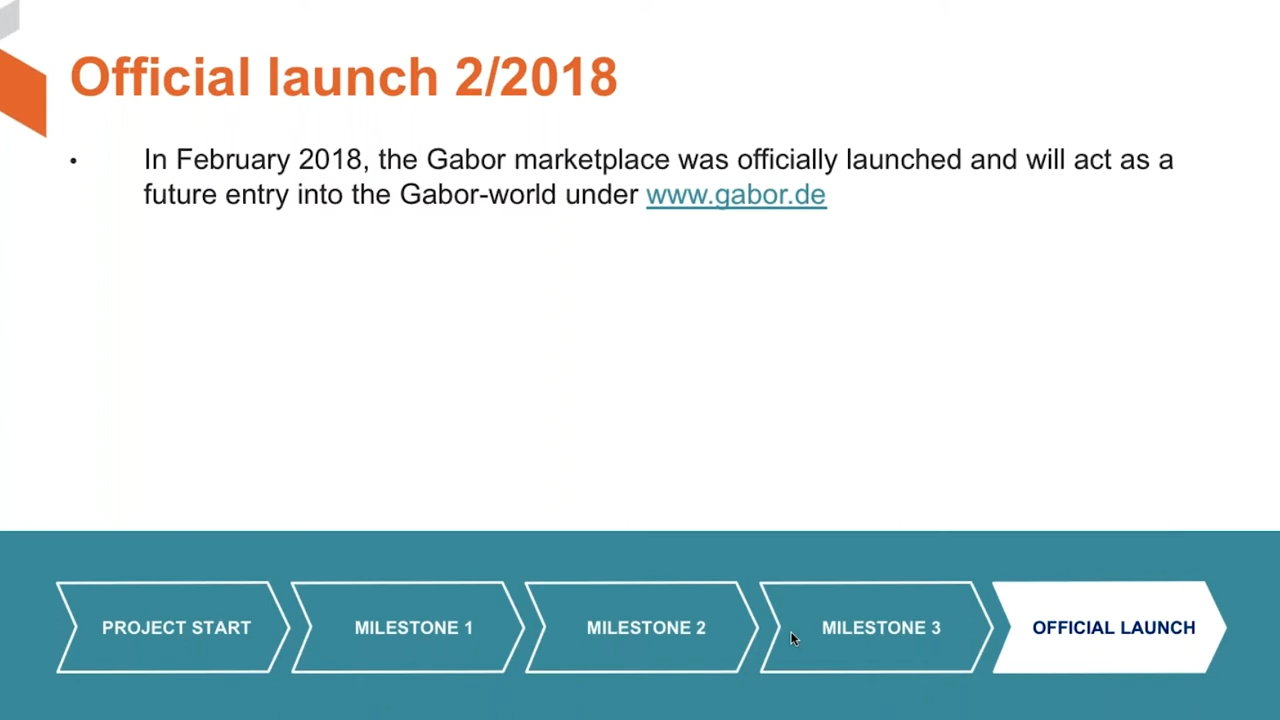 Official launch 2/2018
• In February 2018, the Gabor marketplace was officially launched and will act as a
future entry into the Gabor-world under www.gabor.de
PROJECT START
MILESTONE 1
MILESTONE 2
MILESTONE 3
OFFICIAL LAUNCH